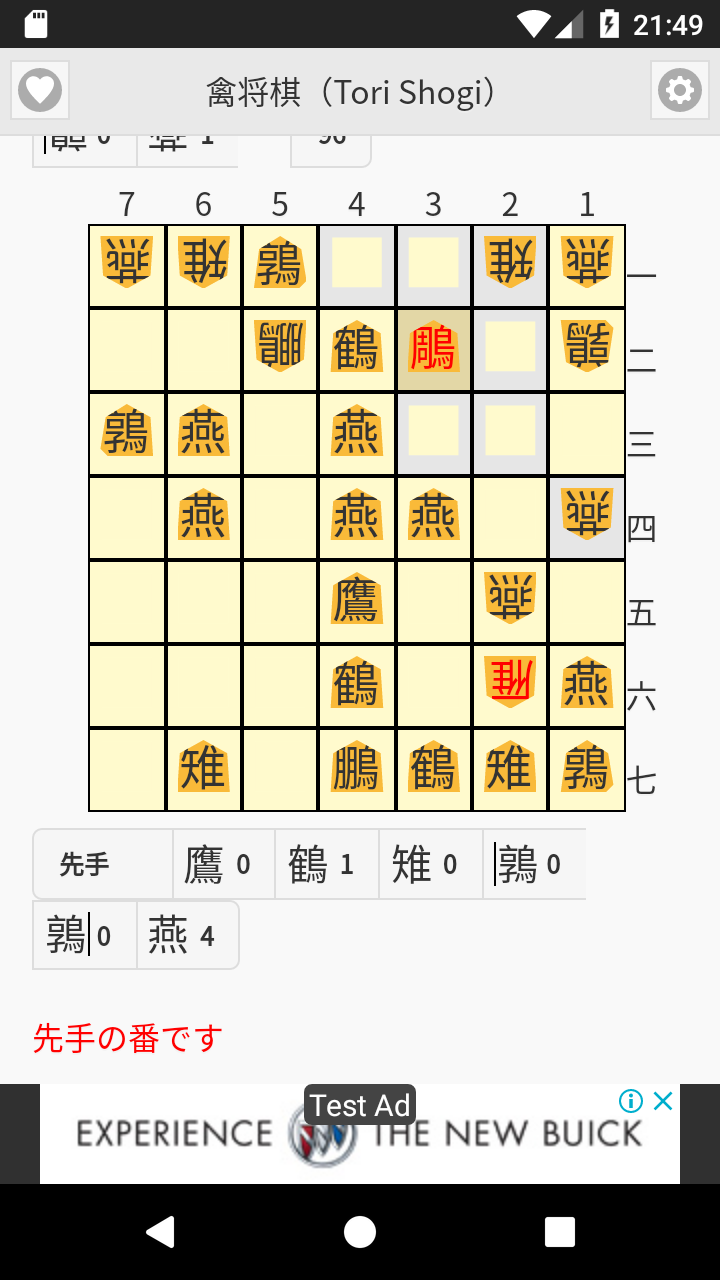 21:49
禽将棋（Tori Shogi）
0 1 96
7 6 5 4 3 2 1
燕 雉 鶉 雉 燕 一
鵬 鶴 鵰 鶉 二
鶉 燕 燕 三
燕 燕 燕 燕 四
鷹 燕 五
鶴 雁 燕 六
雉 鵬 鶴 雉 鶉 七
先手 鷹 0 鶴 1 雉 0 鶉 0
鶉 0 燕 4
先手の番です
Test Ad
EXPERIENCE THE NEW BUICK